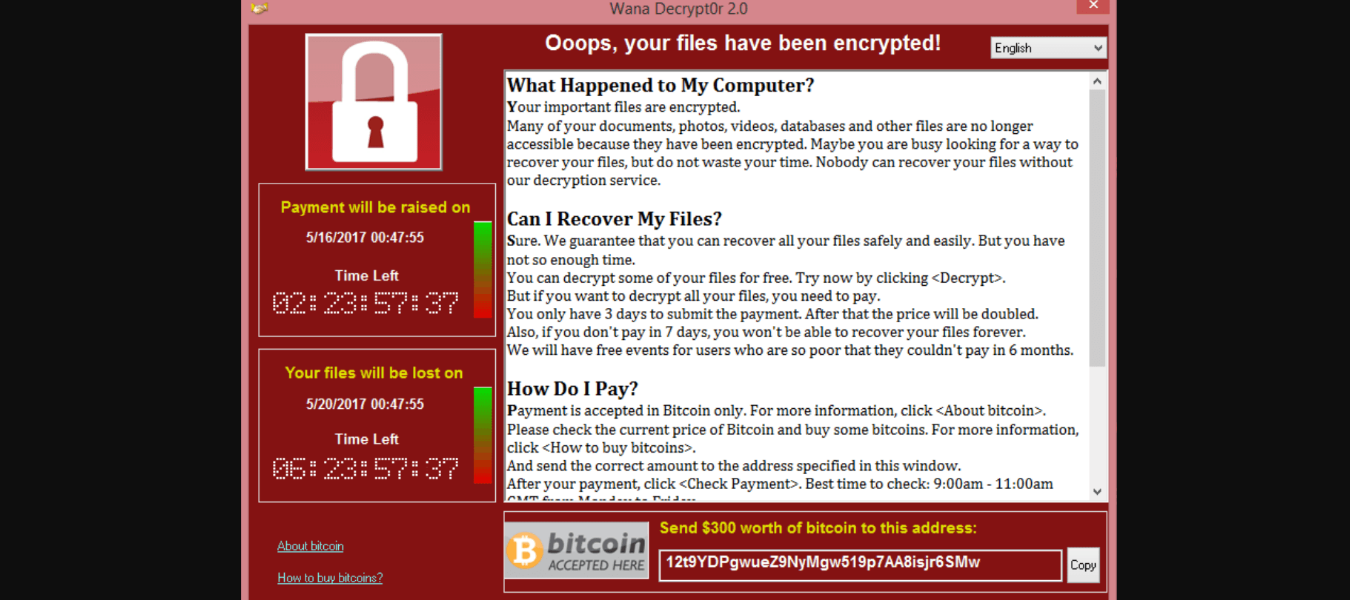 Wana Decrypt0r 2.0
Ooops, your files have been encrypted!
English
What Happened to My Computer?
Your important files are encrypted.
Many of your documents, photos, videos, databases and other files are no longer
accessible because they have been encrypted. Maybe you are busy looking for a way to
recover your files, but do not waste your time. Nobody can recover your files without
our decryption service.
Can I Recover My Files?
Sure. We guarantee that you can recover all your files safely and easily. But you have
not so enough time.
You can decrypt some of your files for free. Try now by clicking <Decrypt>.
But if you want to decrypt all your files, you need to pay.
You only have 3 days to submit the payment. After that the price will be doubled.
Also, if you don't pay in 7 days, you won't be able to recover your files forever.
We will have free events for users who are so poor that they couldn't pay in 6 months.
How Do I Pay?
Payment is accepted in Bitcoin only. For more information, click <About bitcoin>.
Please check the current price of Bitcoin and buy some bitcoins. For more information,
click <How to buy bitcoins>.
And send the correct amount to the address specified in this window.
After your payment, click <Check Payment>. Best time to check: 9:00am - 11:00am
GMT from Monday to Friday.
Payment will be raised on
5/16/2017 00:47:55
Time Left
02:23:57:37
Your files will be lost on
5/20/2017 00:47:55
Time Left
06:23:57:37
About bitcoin
How to buy bitcoins?
bitcoin
ACCEPTED HERE
Send $300 worth of bitcoin to this address:
12t9YDPgwueZ9NyMgw519p7AA8isjr6SMw
Copy